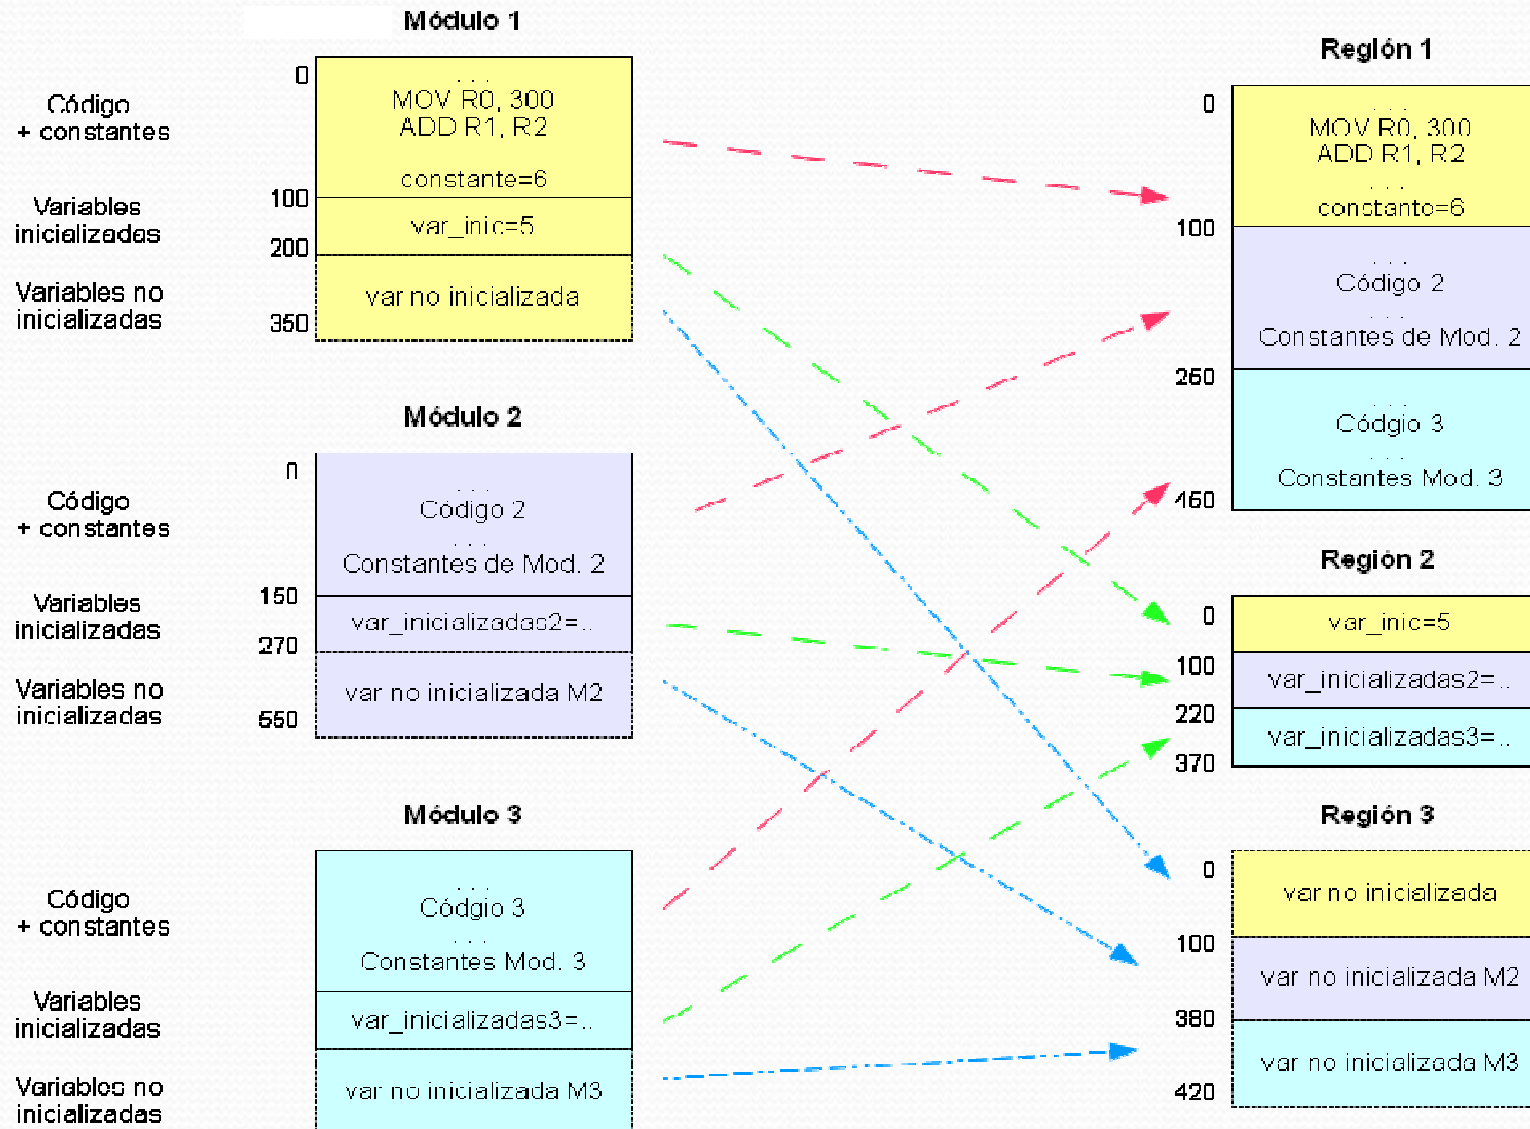 Módulo 1
0
Código
+ constantes
. . .
MOV R0, 300
ADD R1, R2
constante=6
100
Variables
inicializadas
var_inic=5
200
Variables no
inicializadas
var no inicializada
350
Módulo 2
0
Código
+ constantes
. . .
Código 2
. . .
Constantes de Mod. 2
150
Variables
inicializadas
var_inicializadas2=..
270
Variables no
inicializadas
var no inicializada M2
550
Módulo 3
Código
+ constantes
. . .
Códgio 3
. . .
Constantes Mod. 3
Variables
inicializadas
var_inicializadas3=..
Variables no
inicializadas
var no inicializada M3
Región 1
0
. . .
MOV R0, 300
ADD R1, R2
. . .
constante=6
100
. . .
Código 2
. . .
Constantes de Mod. 2
250
. . .
Códgio 3
. . .
Constantes Mod. 3
450
Región 2
0
var_inic=5
100
var_inicializadas2=..
220
var_inicializadas3=..
370
Región 3
0
var no inicializada
100
var no inicializada M2
380
var no inicializada M3
420